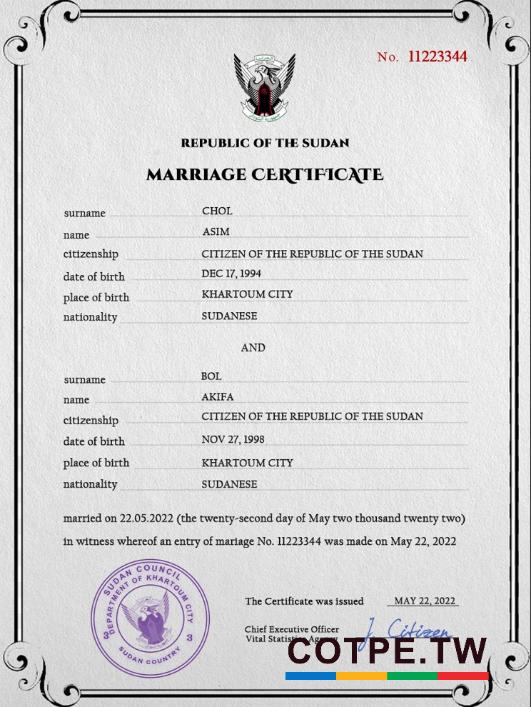 No. 11223344
REPUBLIC OF THE SUDAN
MARRIAGE CERTIFICATE
surname CHOL
name ASIM
citizenship CITIZEN OF THE REPUBLIC OF THE SUDAN
date of birth DEC 17, 1994
place of birth KHARTOUM CITY
nationality SUDANESE
AND
surname BOL
name AKIFA
citizenship CITIZEN OF THE REPUBLIC OF THE SUDAN
date of birth NOV 27, 1998
place of birth KHARTOUM CITY
nationality SUDANESE
married on 22.05.2022 (the twenty-second day of May two thousand twenty two)
in witness whereof an entry of mariage No. 11223344 was made on May 22, 2022
SUDAN COUNCIL
DEPARTMENT OF KHARTOUM CITY
3 3
SUDAN COUNTRY
The Certificate was issued MAY 22, 2022
Chief Executive Officer
Vital Statistics Agency
J. Citizen
COTPE.TW